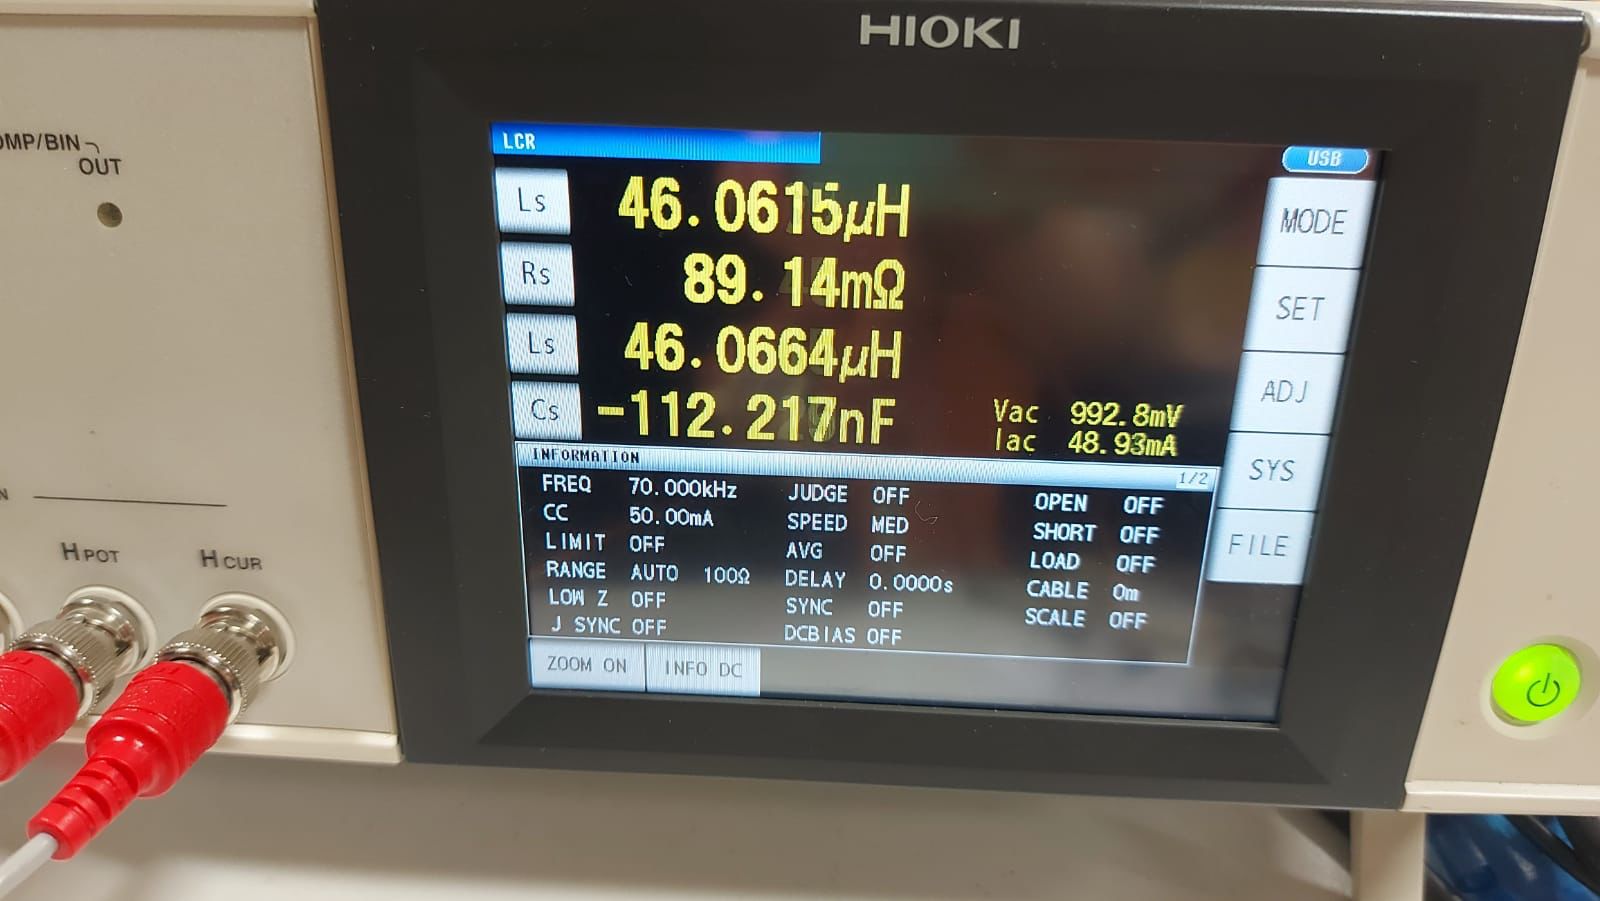 HIOKI
OMP/BIN
OUT
LCR
USB
Ls 46.0615μH
Rs 89.14mΩ
Ls 46.0664μH
Cs -112.217nF
Vac 992.8mV
Iac 48.93mA
MODE
SET
ADJ
SYS
FILE
INFORMATION 1/2
FREQ 70.000kHz JUDGE OFF OPEN OFF
CC 50.00mA SPEED MED SHORT OFF
LIMIT OFF AVG OFF LOAD OFF
RANGE AUTO 100Ω DELAY 0.0000s CABLE 0m
LOW Z OFF SYNC OFF SCALE OFF
J SYNC OFF DCBIAS OFF
ZOOM ON INFO DC
N
HPOT HCUR